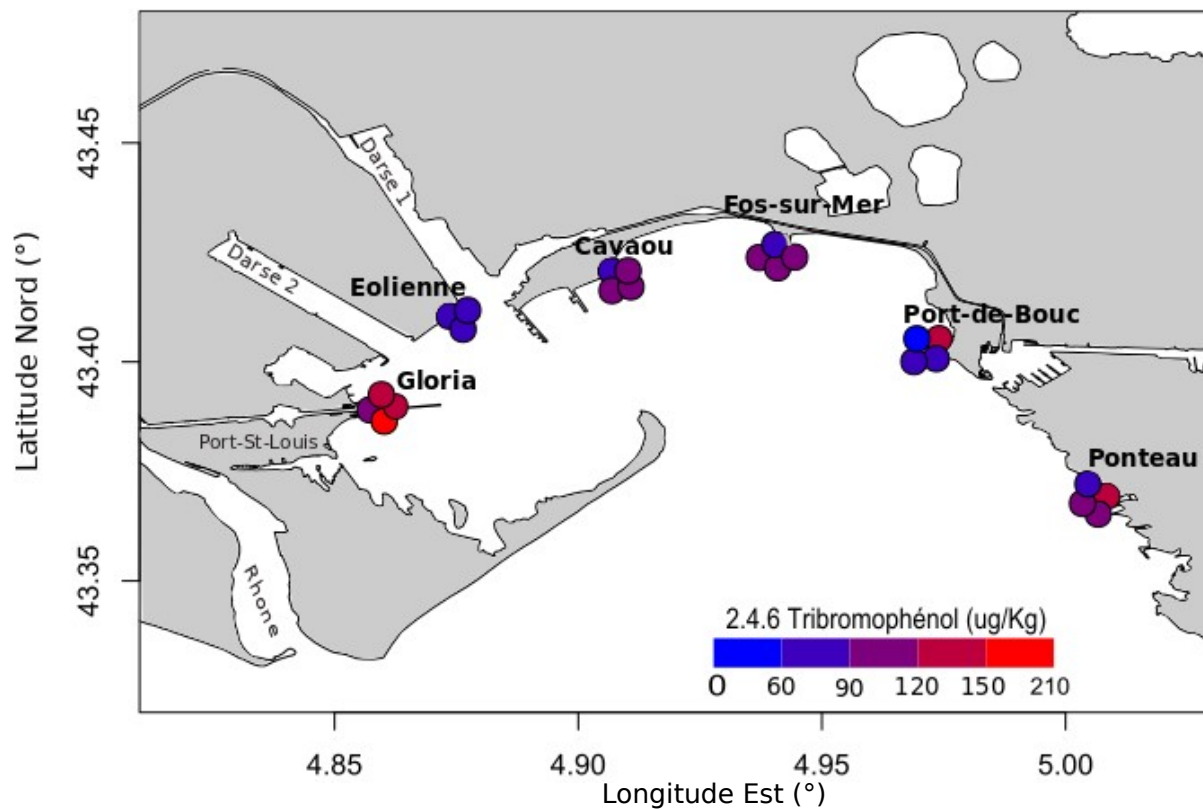 43.45
43.40
43.35
Latitude Nord (°)
Darse 1
Darse 2
Fos-sur-Mer
Cavaou
Eolienne
Port-de-Bouc
Gloria
Port-St-Louis
Ponteau
Rhone
2.4.6 Tribromophénol (ug/Kg)
0 60 90 120 150 210
4.85 4.90 4.95 5.00
Longitude Est (°)